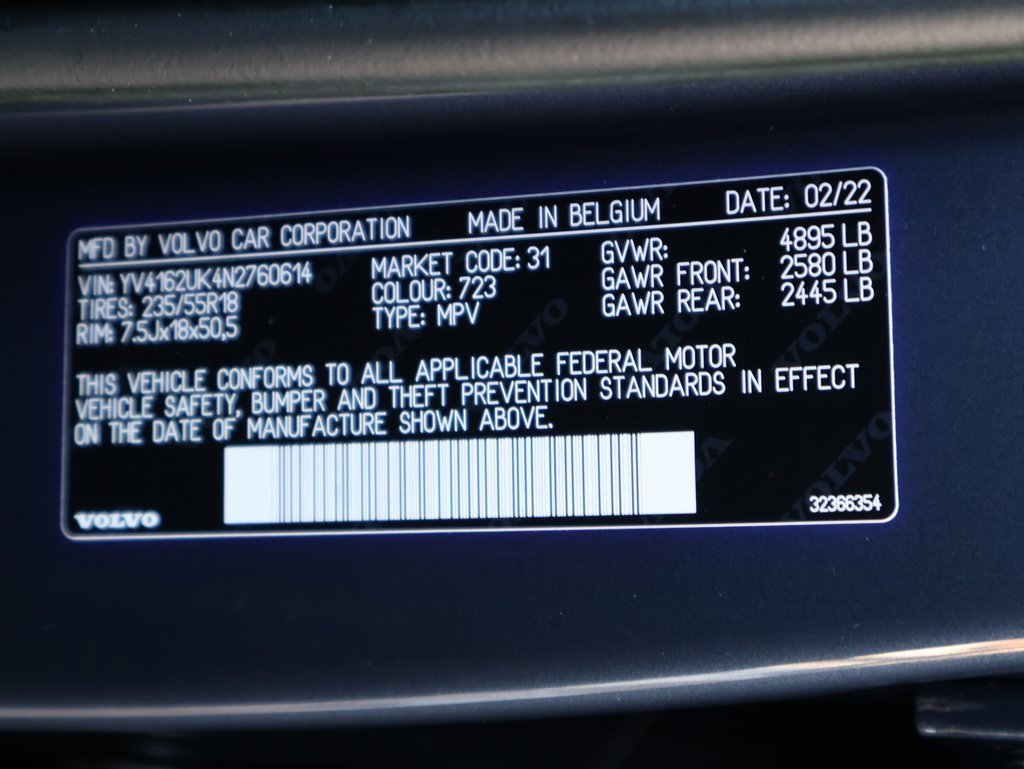 MFD BY VOLVO CAR CORPORATION MADE IN BELGIUM DATE: 02/22
VIN: YV4162UK4N2760614 MARKET CODE: 31 GVWR: 4895 LB
TIRES: 235/55R18 COLOUR: 723 GAWR FRONT: 2580 LB
RIM: 7.5Jx18x50,5 TYPE: MPV GAWR REAR: 2445 LB
THIS VEHICLE CONFORMS TO ALL APPLICABLE FEDERAL MOTOR
VEHICLE SAFETY, BUMPER AND THEFT PREVENTION STANDARDS IN EFFECT
ON THE DATE OF MANUFACTURE SHOWN ABOVE.
VOLVO 32366354